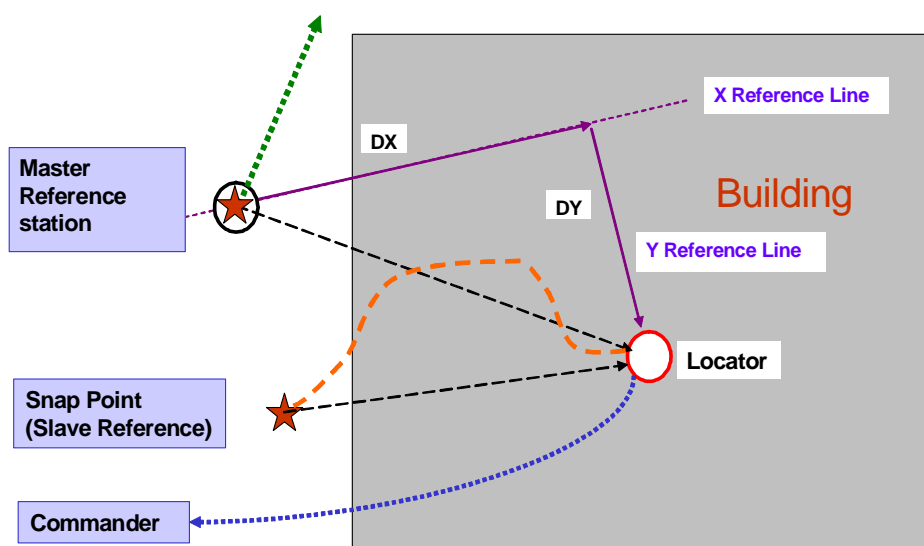 X Reference Line
DX
Master
Reference
station
Building
DY
Y Reference Line
Locator
Snap Point
(Slave Reference)
Commander